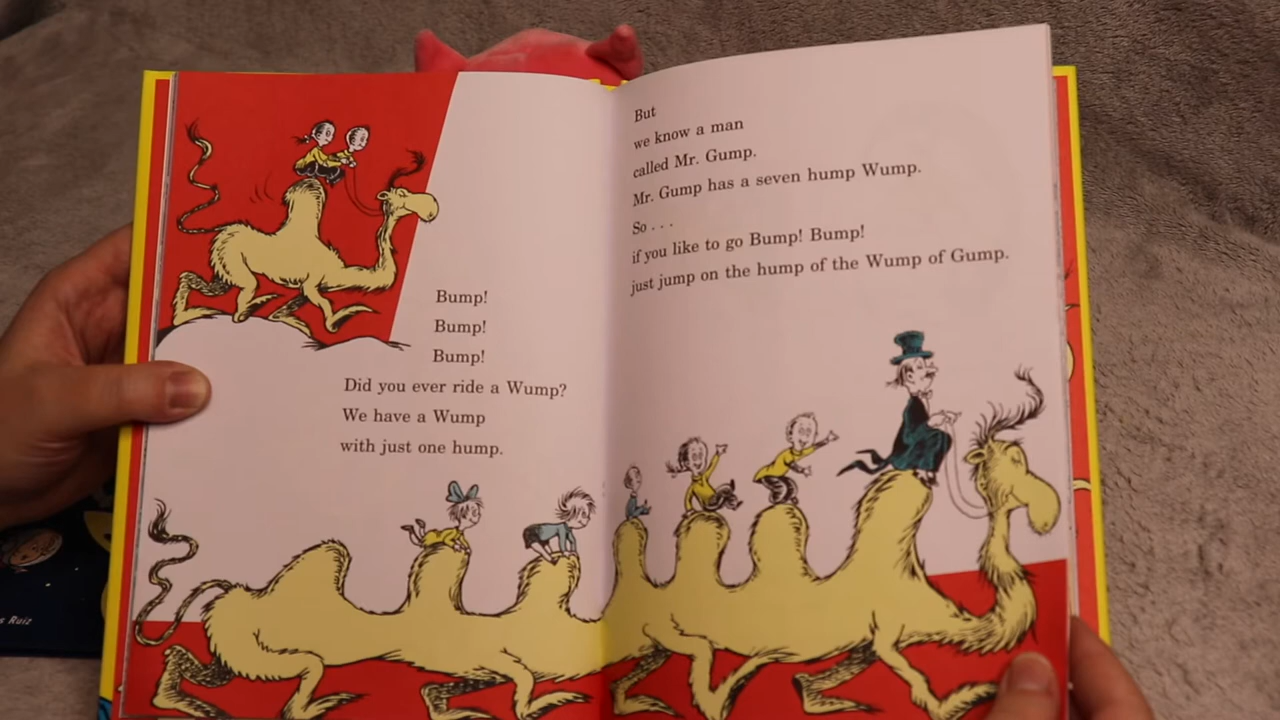 Bump!
Bump!
Bump!
Did you ever ride a Wump?
We have a Wump
with just one hump.
But
we know a man
called Mr. Gump.
Mr. Gump has a seven hump Wump.
So . . .
if you like to go Bump! Bump!
just jump on the hump of the Wump of Gump.
Ruiz